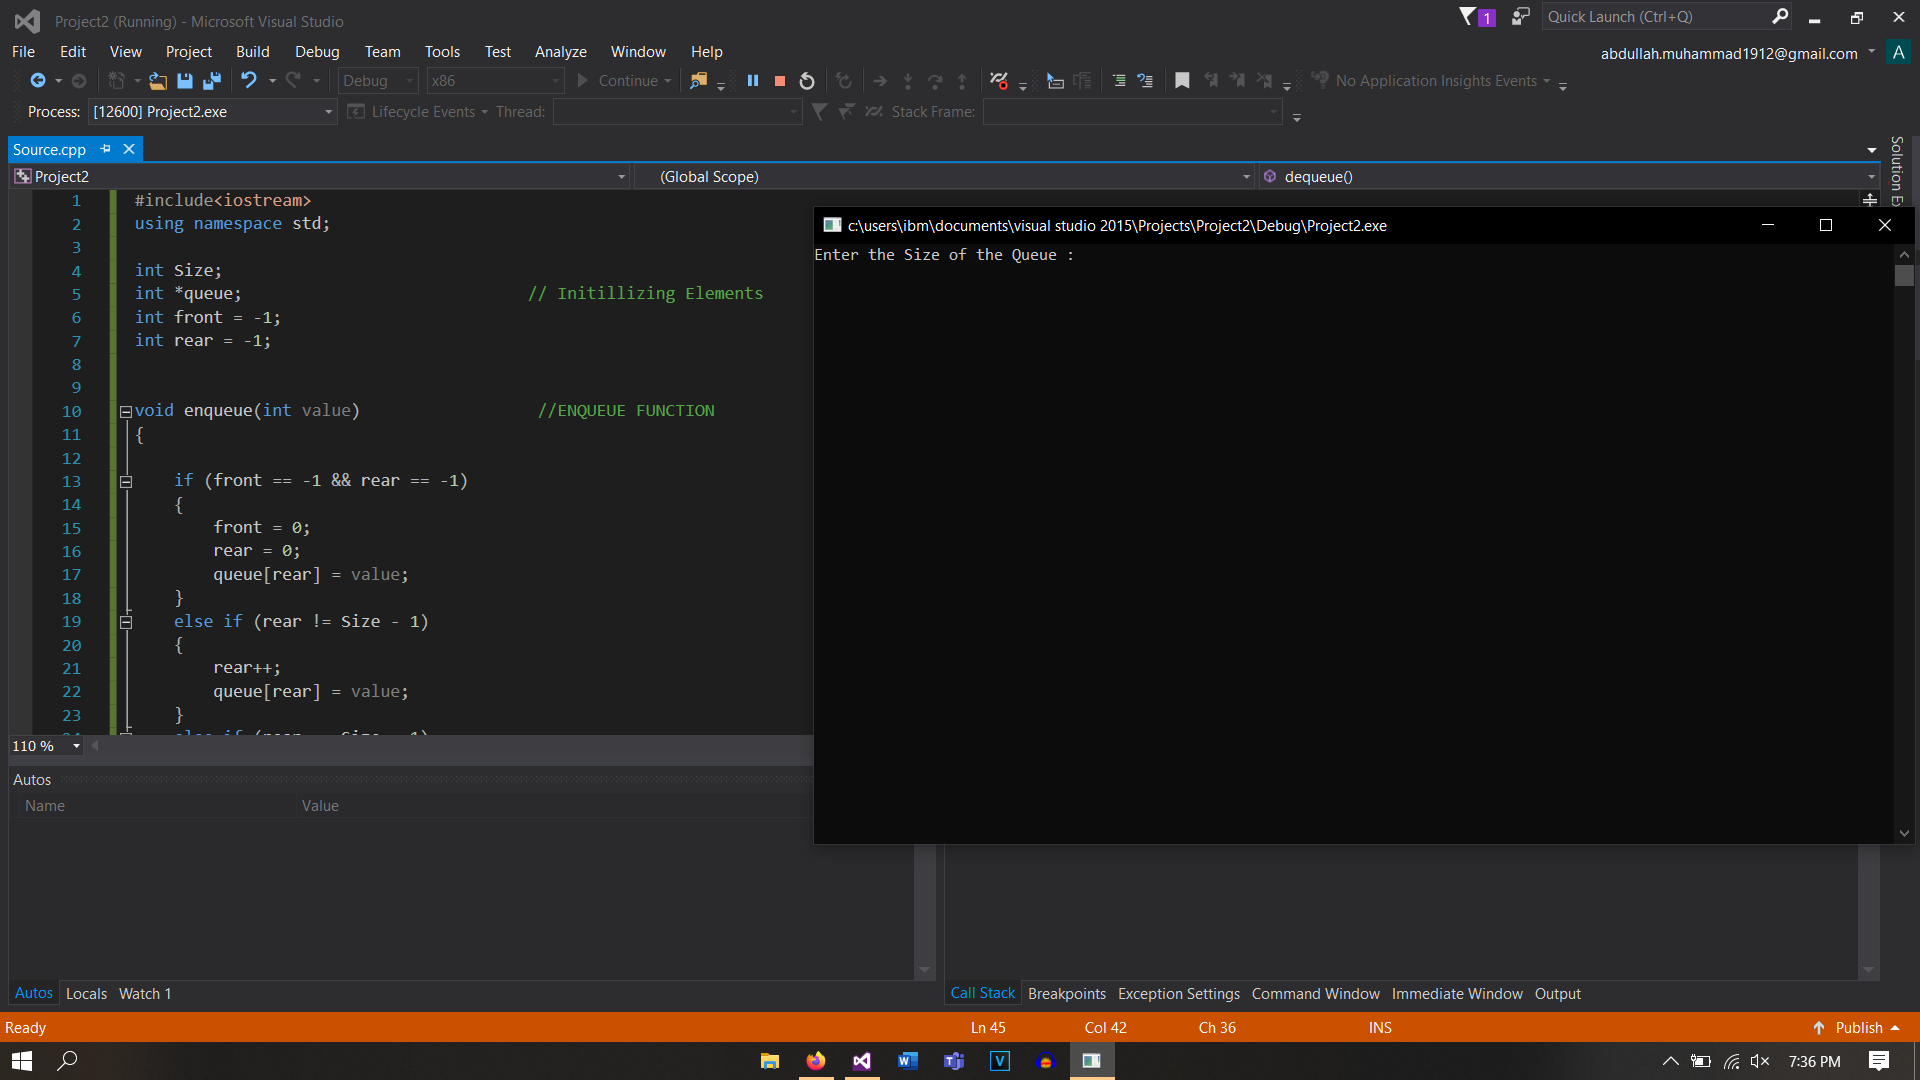 Project2 (Running) - Microsoft Visual Studio
1
Quick Launch (Ctrl+Q)
File Edit View Project Build Debug Team Tools Test Analyze Window Help
abdullah.muhammad1912@gmail.com A
Debug x86 Continue No Application Insights Events
Process: [12600] Project2.exe Lifecycle Events Thread: Stack Frame:
Source.cpp
Solution Ex
Project2 (Global Scope) dequeue()
1 #include<iostream>
2 using namespace std;
3
4 int Size;
5 int *queue; // Initillizing Elements
6 int front = -1;
7 int rear = -1;
8
9
10 void enqueue(int value) //ENQUEUE FUNCTION
11 {
12
13 if (front == -1 && rear == -1)
14 {
15 front = 0;
16 rear = 0;
17 queue[rear] = value;
18 }
19 else if (rear != Size - 1)
20 {
21 rear++;
22 queue[rear] = value;
23 }
c:\users\ibm\documents\visual studio 2015\Projects\Project2\Debug\Project2.exe
Enter the Size of the Queue :
110 %
Autos
Name Value
Autos Locals Watch 1
Call Stack Breakpoints Exception Settings Command Window Immediate Window Output
Ready Ln 45 Col 42 Ch 36 INS Publish
7:36 PM